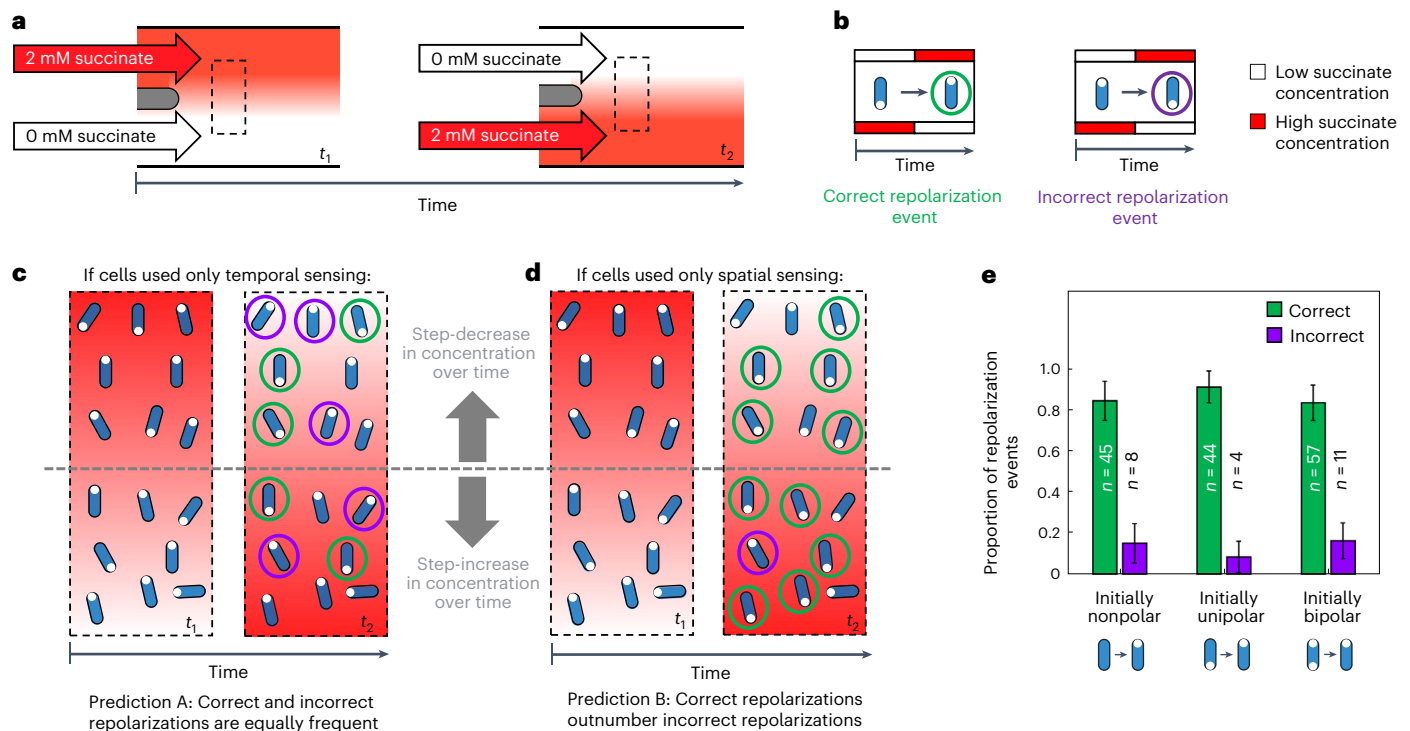 a
2 mM succinate
0 mM succinate
t1
0 mM succinate
2 mM succinate
t2
Time
b
Time
Correct repolarization
event
Time
Incorrect repolarization
event
Low succinate
concentration
High succinate
concentration
c
If cells used only temporal sensing:
t1
t2
Time
Prediction A: Correct and incorrect
repolarizations are equally frequent
Step-decrease
in concentration
over time
Step-increase
in concentration
over time
d
If cells used only spatial sensing:
t1
t2
Time
Prediction B: Correct repolarizations
outnumber incorrect repolarizations
e
Correct
Incorrect
Proportion of repolarization
events
1.0
0.8
0.6
0.4
0.2
0
n = 45
n = 8
n = 44
n = 4
n = 57
n = 11
Initially
nonpolar
Initially
unipolar
Initially
bipolar